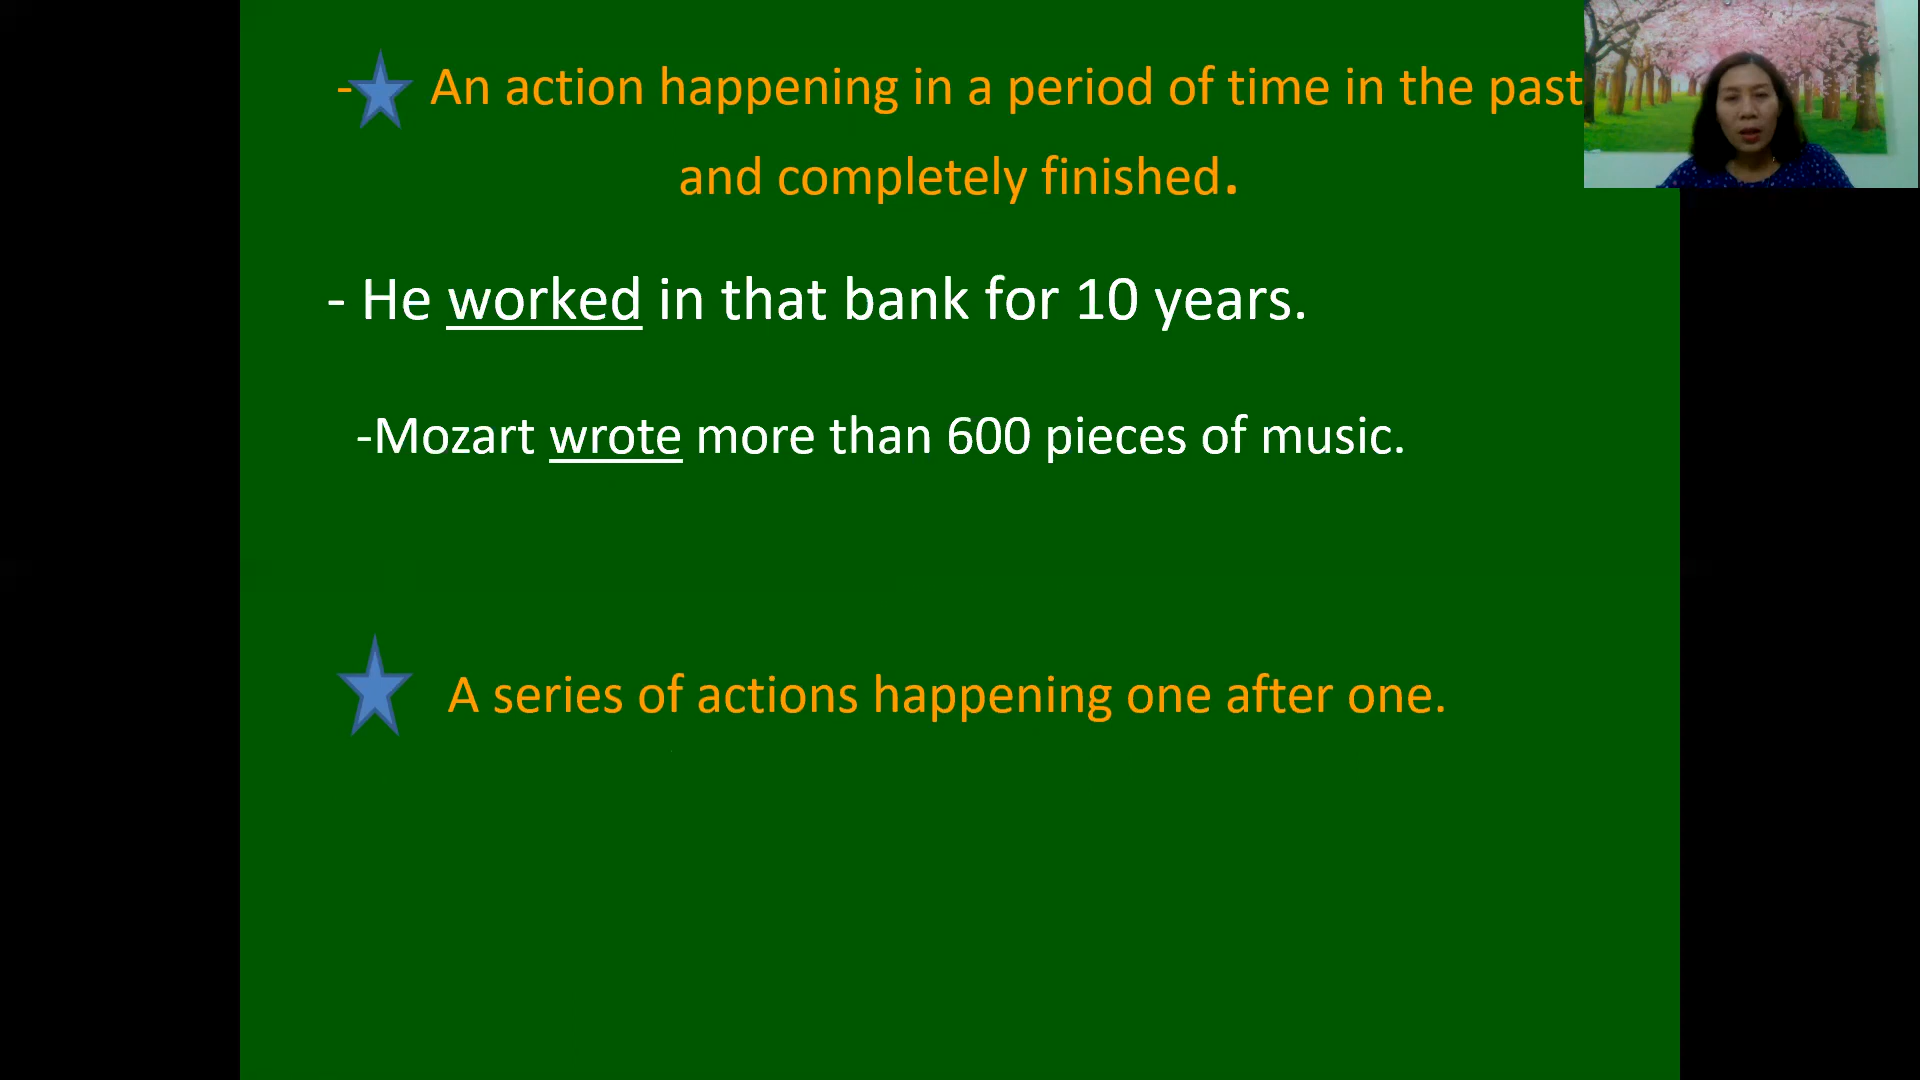 - An action happening in a period of time in the past
and completely finished.
- He worked in that bank for 10 years.
-Mozart wrote more than 600 pieces of music.
A series of actions happening one after one.